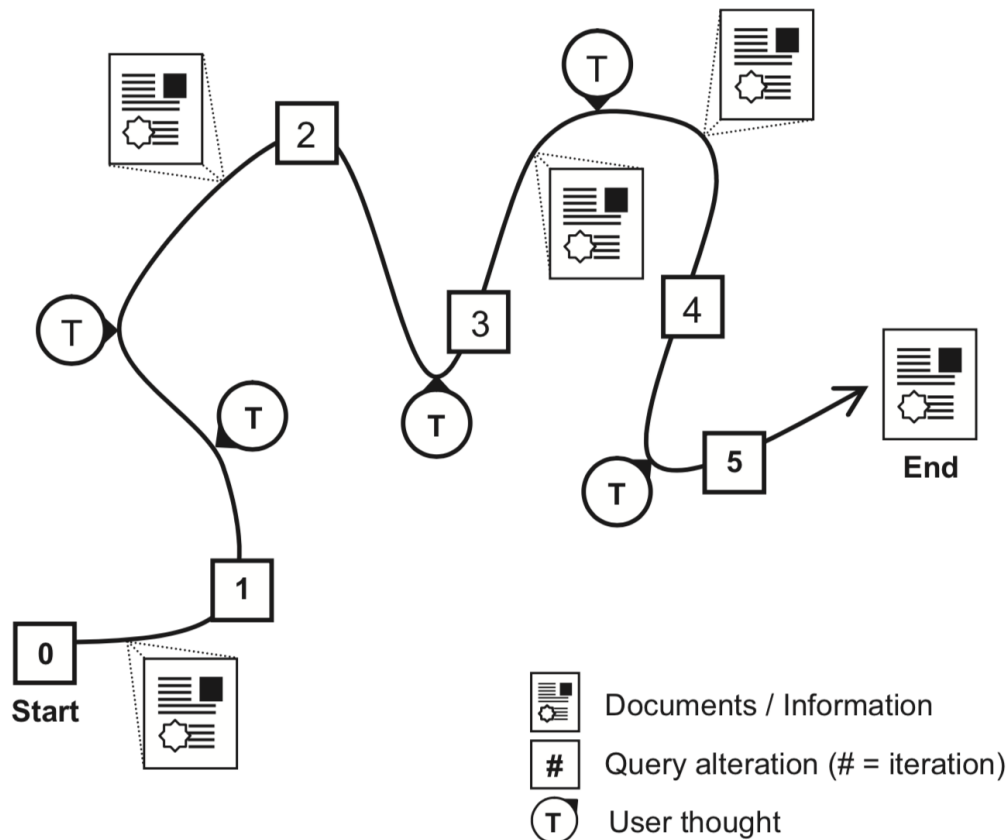 T
2
T
3
4
T
T
5
T
End
1
0
Start
Documents / Information
# Query alteration (# = iteration)
T User thought